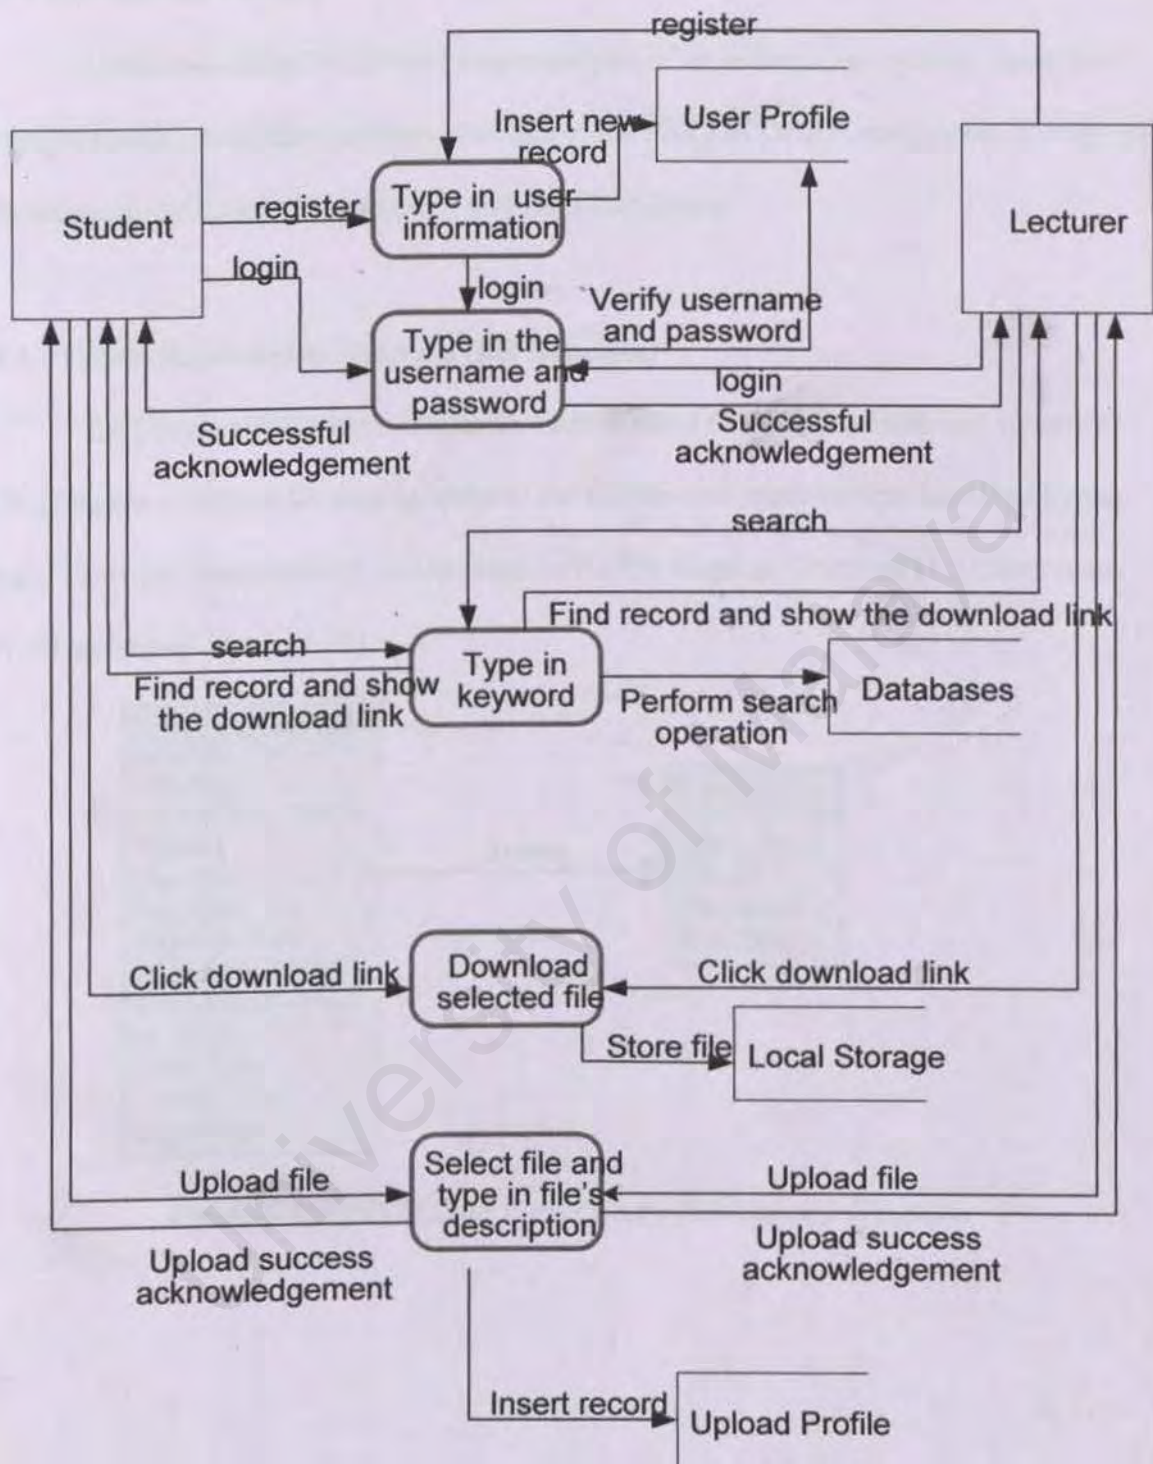 register
Insert new
record
User Profile
Student
register
Type in user
information
Lecturer
login
login
Verify username
and password
Type in the
username and
password
login
Successful
acknowledgement
Successful
acknowledgement
search
Find record and show the download link
search
Find record and show
the download link
Type in
keyword
Perform search
operation
Databases
Click download link
Download
selected file
Click download link
Store file
Local Storage
Upload file
Select file and
type in file's
description
Upload file
Upload success
acknowledgement
Upload success
acknowledgement
Insert record
Upload Profile
University of Malaya